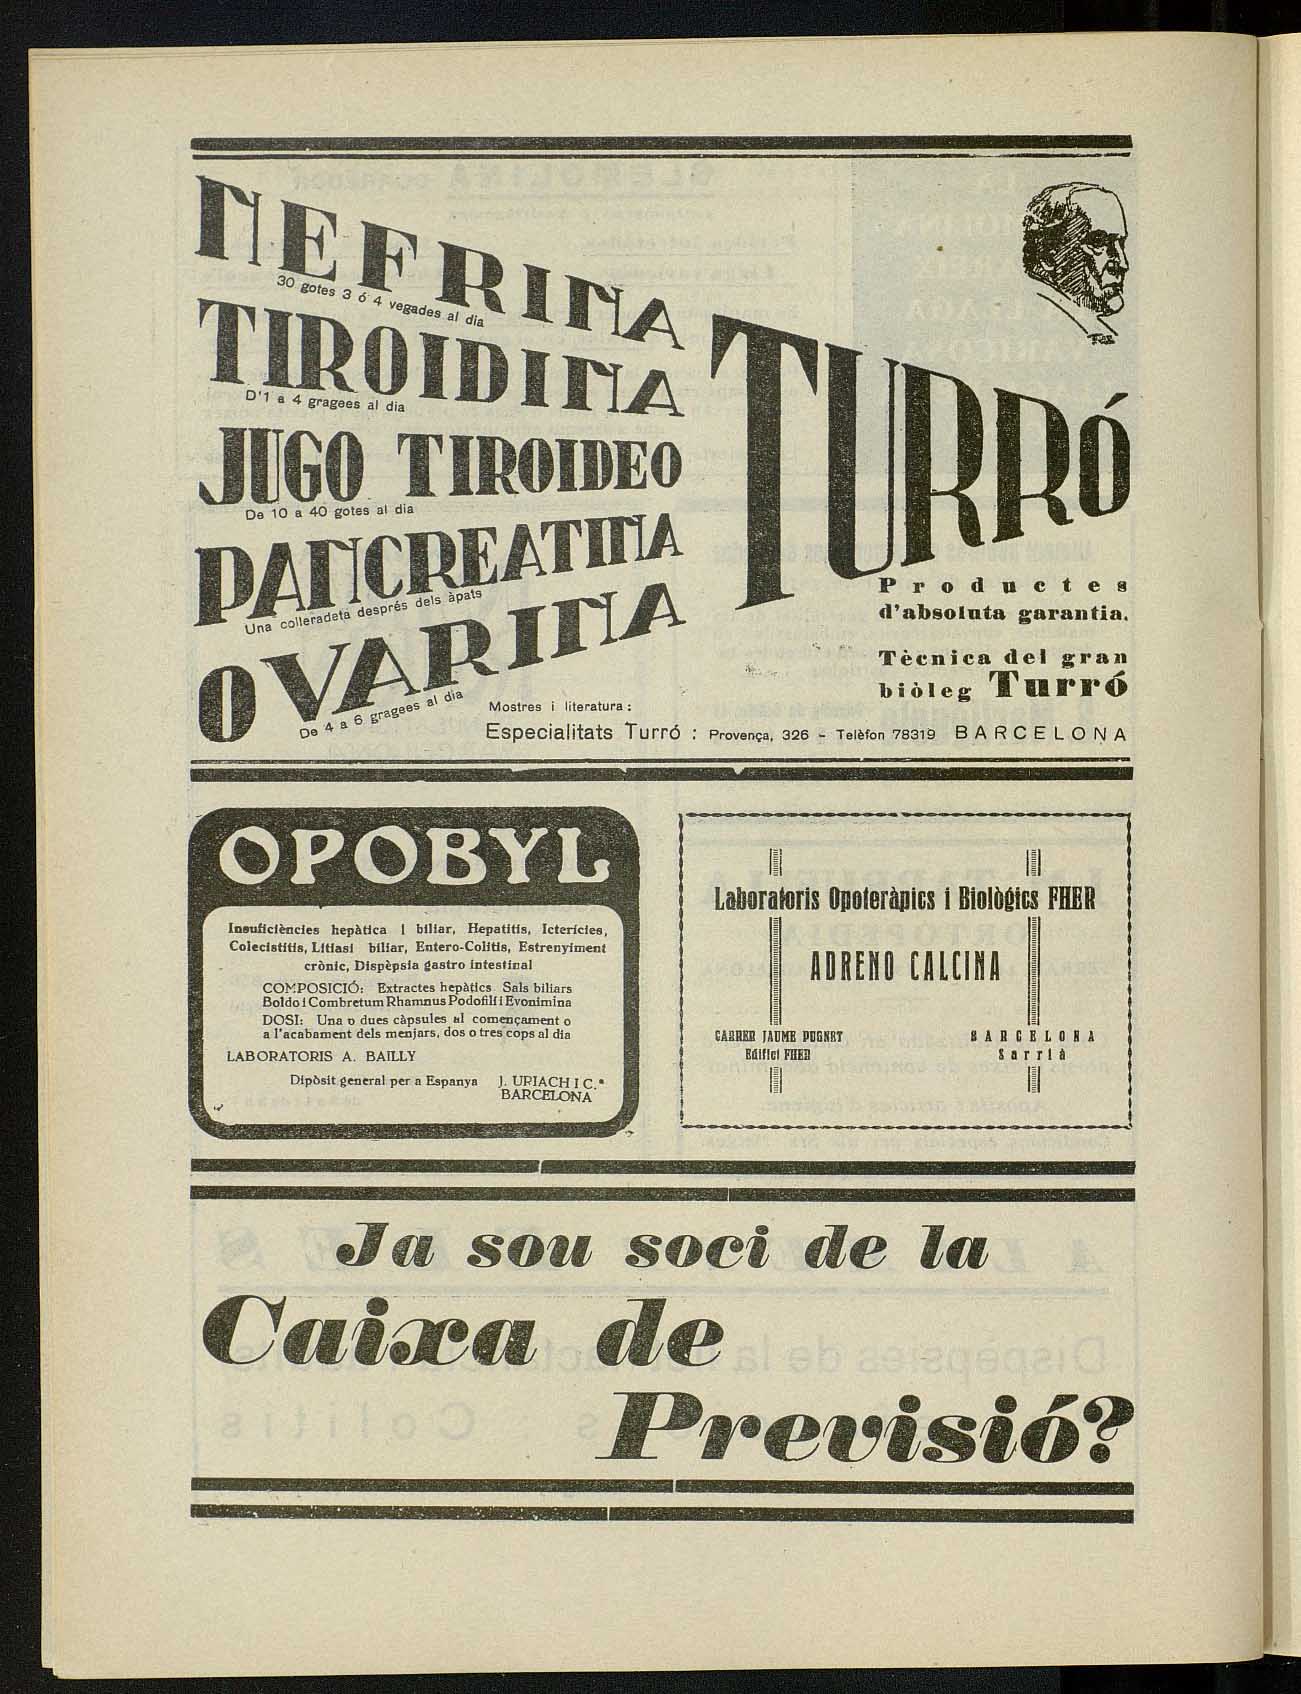 NEFRINA
30 gotes 3 ó 4 vegades al dia
TIROIDINA
D'1 a 4 gragees al dia
JUGO TIROIDEO
De 10 a 40 gotes al dia
PANCREATINA
Una colleradeta després dels àpats
OVARINA
De 4 a 6 gragees al dia
TURRÓ
Productes
d'absoluta garantia.
Tècnica del gran
biòleg Turró
Mostres i literatura:
Especialitats Turró : Provença, 326 - Telèfon 78319 BARCELONA
OPOBYL
Insuficiències hepàtica i biliar, Hepatitis, Icterícies,
Colecistitis, Litiasi biliar, Entero-Colitis, Estrenyiment
crònic, Dispèpsia gastro intestinal
COMPOSICIÓ: Extractes hepàtics Sals biliars
Boldo i Combretum Rhamnus Podofilí i Evonimina
DOSI: Una o dues càpsules al començament o
a l'acabament dels menjars, dos o tres cops al dia
LABORATORIS A. BAILLY
Dipòsit general per a Espanya J. URIACH I C.ª
BARCELONA
Laboratoris Opoteràpics i Biològics FHER
ADRENO CALCINA
CARRER JAUME PUGNET
Edifici FHER
BARCELONA
Sarrià
Ja sou soci de la
Caixa de
Previsió?